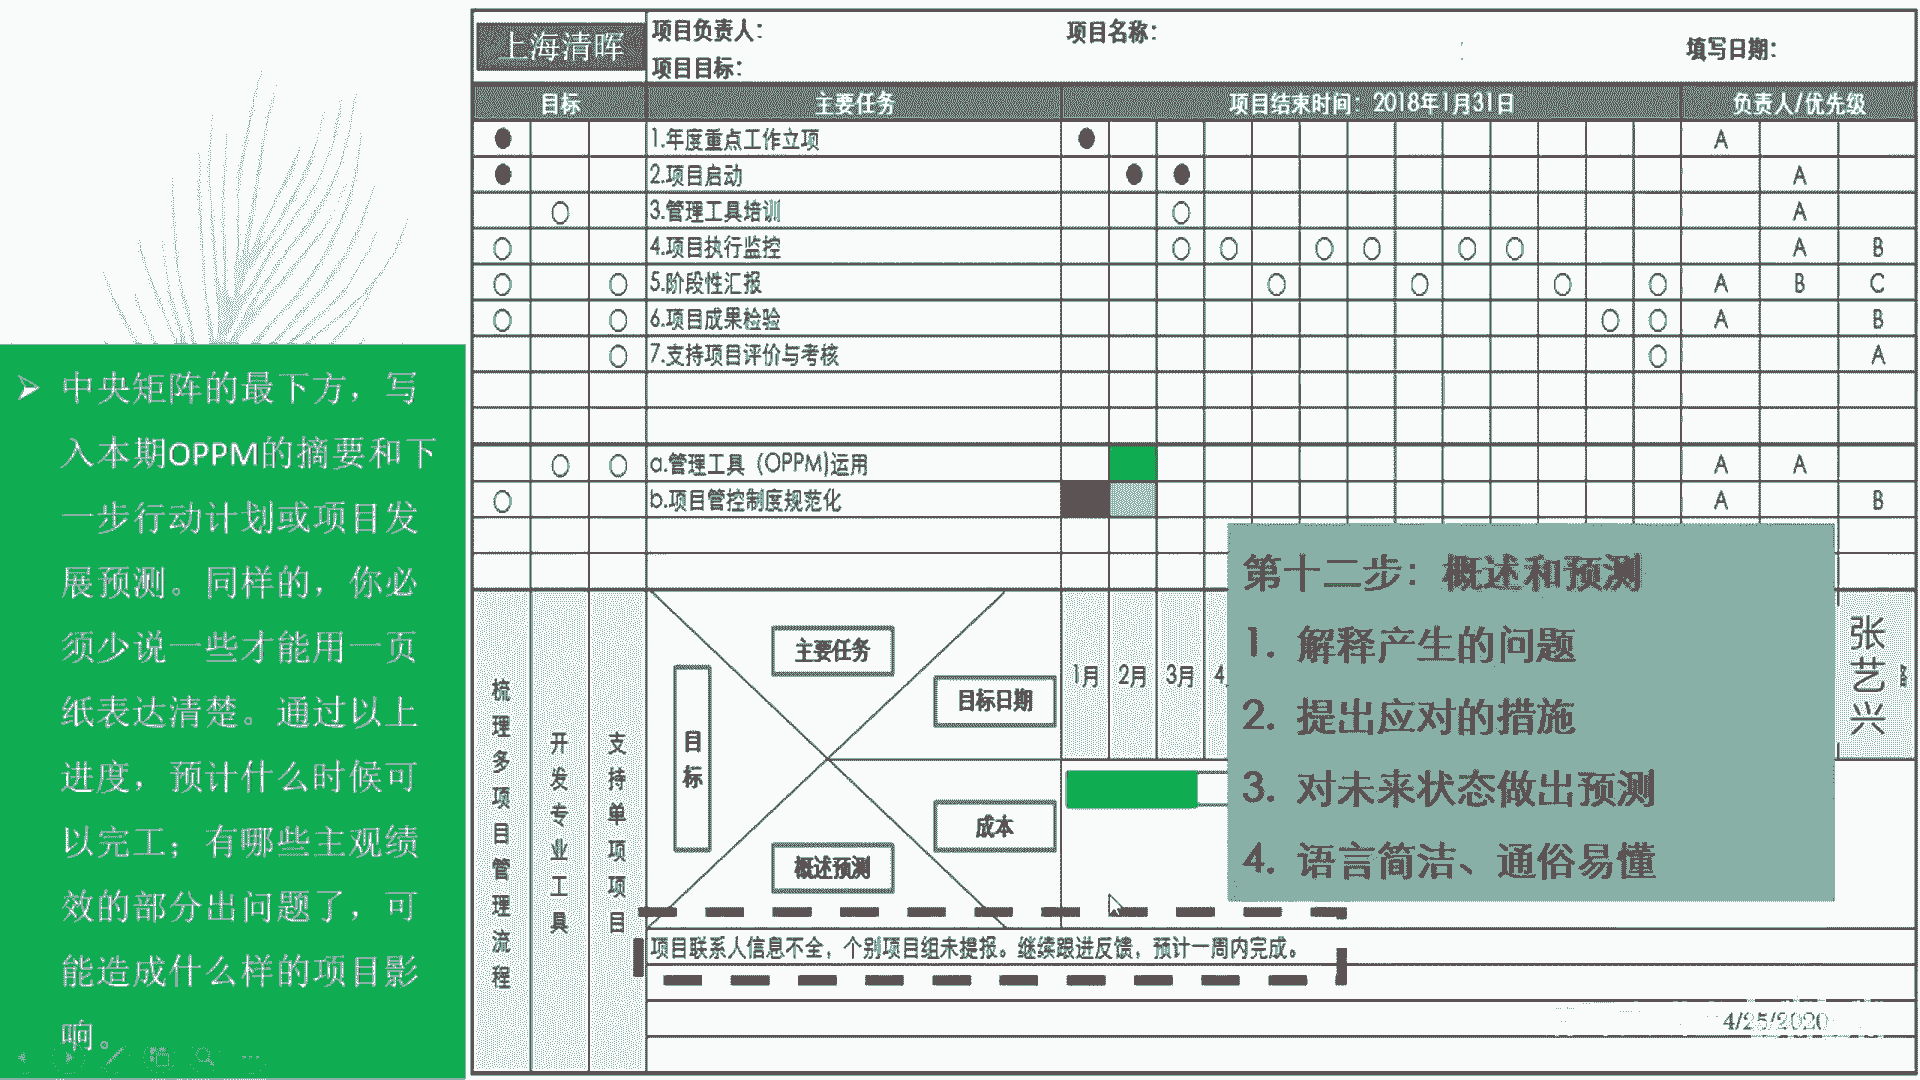 上海清晖
项目负责人：
项目名称：
填写日期：
项目目标：
目标
主要任务
项目结束时间：2018年1月31日
负责人/优先级
1.年度重点工作立项
A
2.项目启动
A
3.管理工具培训
A
4.项目执行监控
A B
5.阶段性汇报
A B C
6.项目成果检验
A B
7.支持项目评价与考核
A
a.管理工具（OPPM)运用
A A
b.项目管控制度规范化
A B
中央矩阵的最下方，写
入本期OPPM的摘要和下
一步行动计划或项目发
展预测。同样的，你必
须少说一些才能用一页
纸表达清楚。通过以上
进度，预计什么时候可
以完工；有哪些主观绩
效的部分出问题了，可
能造成什么样的项目影
响。
梳理多项目管理流程
开发专业工具
支持单项项目
主要任务
目标
目标日期
成本
概述预测
1月
2月
3月
4
第十二步：概述和预测
1. 解释产生的问题
2. 提出应对的措施
3. 对未来状态做出预测
4. 语言简洁、通俗易懂
张艺兴
项目联系人信息不全，个别项目组未提报。继续跟进反馈，预计一周内完成。
4/25/2020